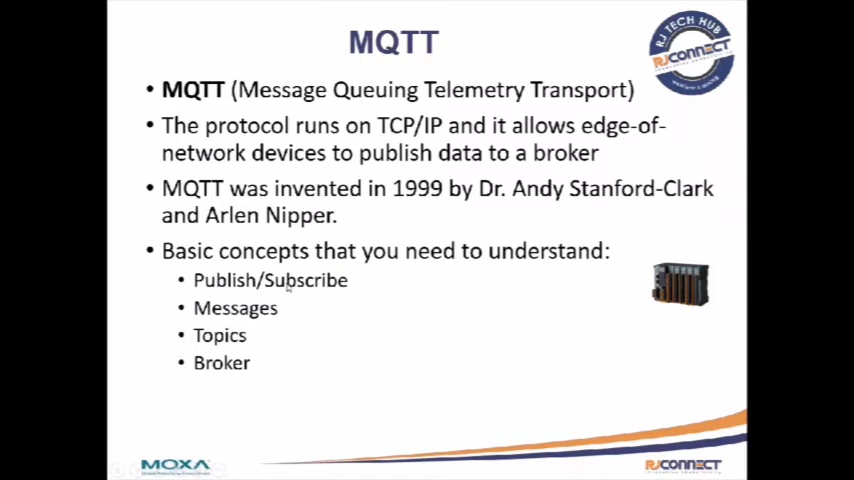 MQTT
RJ TECH HUB
RJCONNECT
• MQTT (Message Queuing Telemetry Transport)
• The protocol runs on TCP/IP and it allows edge-of-
network devices to publish data to a broker
• MQTT was invented in 1999 by Dr. Andy Stanford-Clark
and Arlen Nipper.
• Basic concepts that you need to understand:
• Publish/Subscribe
• Messages
• Topics
• Broker
MOXA
RJCONNECT